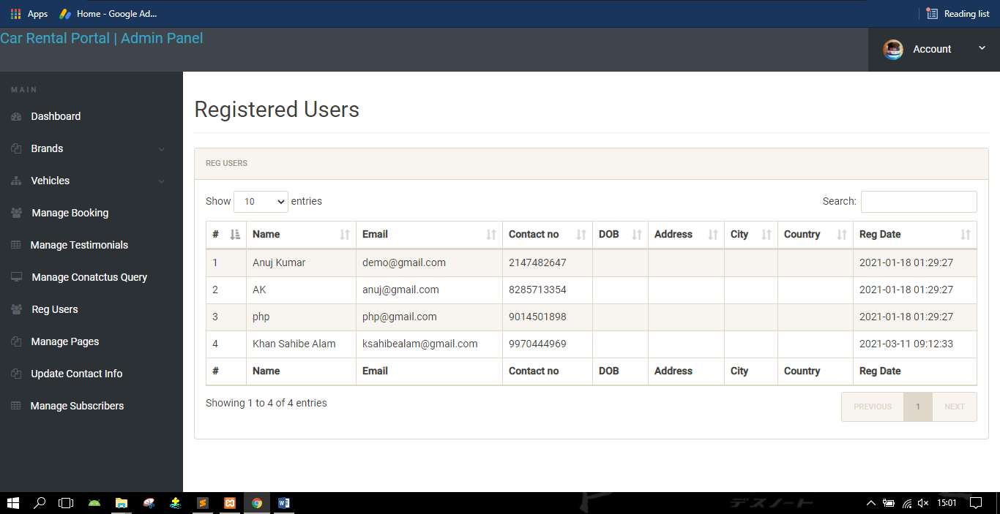 Apps Home - Google Ad... Reading list
Car Rental Portal | Admin Panel
Account
MAIN
Dashboard
Brands
Vehicles
Manage Booking
Manage Testimonials
Manage Conatctus Query
Reg Users
Manage Pages
Update Contact Info
Manage Subscribers
Registered Users
REG USERS
Show 10 entries Search:
# Name Email Contact no DOB Address City Country Reg Date
1 Anuj Kumar demo@gmail.com 2147482647 2021-01-18 01:29:27
2 AK anuj@gmail.com 8285713354 2021-01-18 01:29:27
3 php php@gmail.com 9014501898 2021-01-18 01:29:27
4 Khan Sahibe Alam ksahibealam@gmail.com 9970444969 2021-03-11 09:12:33
# Name Email Contact no DOB Address City Country Reg Date
Showing 1 to 4 of 4 entries
PREVIOUS 1 NEXT
デスノート
15:01